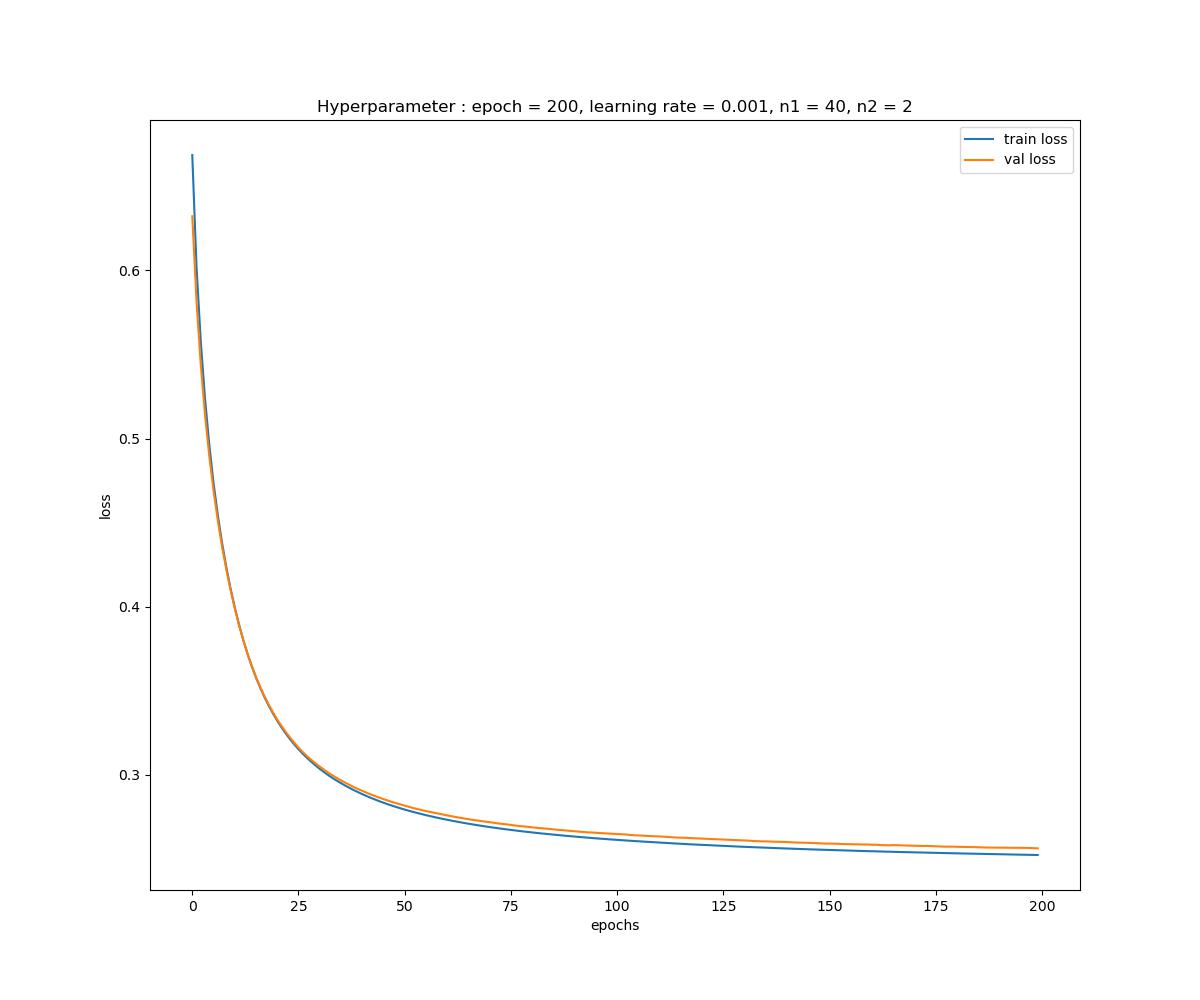 Hyperparameter : epoch = 200, learning rate = 0.001, n1 = 40, n2 = 2
train loss
val loss
0.6
0.5
0.4
0.3
loss
0 25 50 75 100 125 150 175 200
epochs